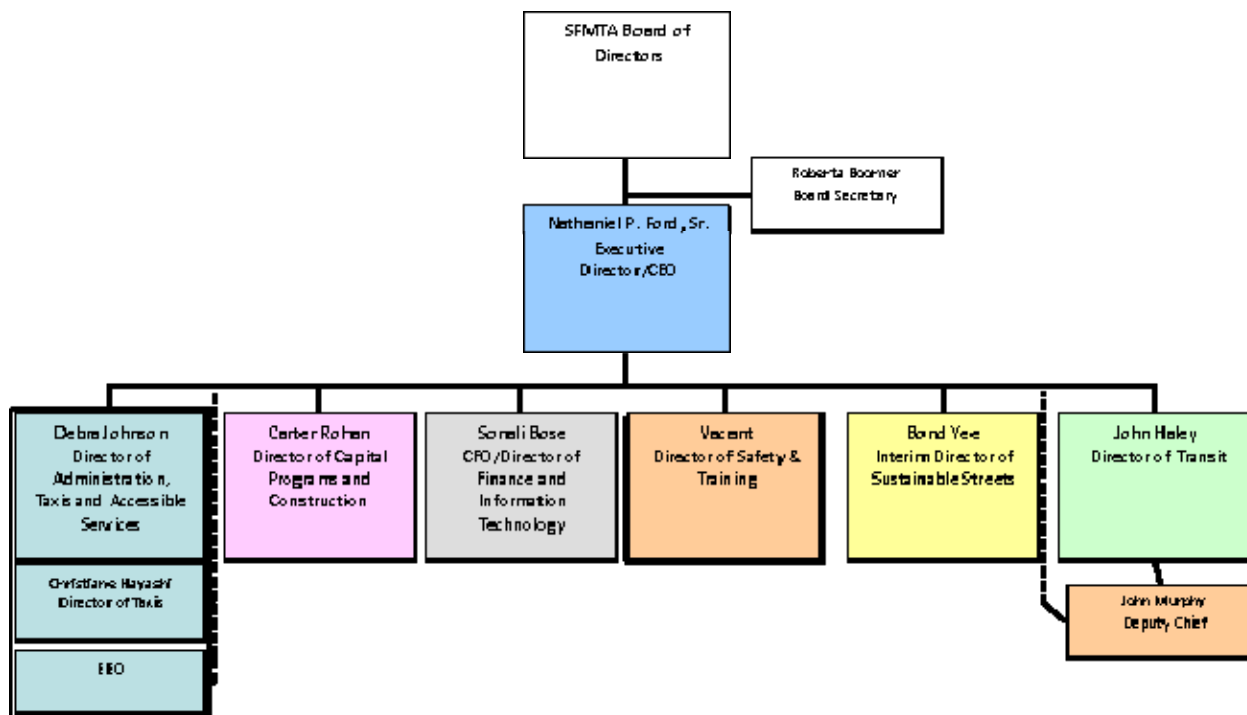 SFMTA Board of
Directors
Roberta Boomer
Board Secretary
Nathaniel P. Ford, Sr.
Executive
Director/CEO
Debra Johnson
Director of
Administration,
Taxis and Accessible
Services
Carter Rohan
Director of Capital
Programs and
Construction
Sonali Bose
CFO/Director of
Finance and
Information
Technology
Vacant
Director of Safety &
Training
Bond Yee
Interim Director of
Sustainable Streets
John Haley
Director of Transit
Christiane Hayashi
Director of Taxis
John Murphy
Deputy Chief
EEO